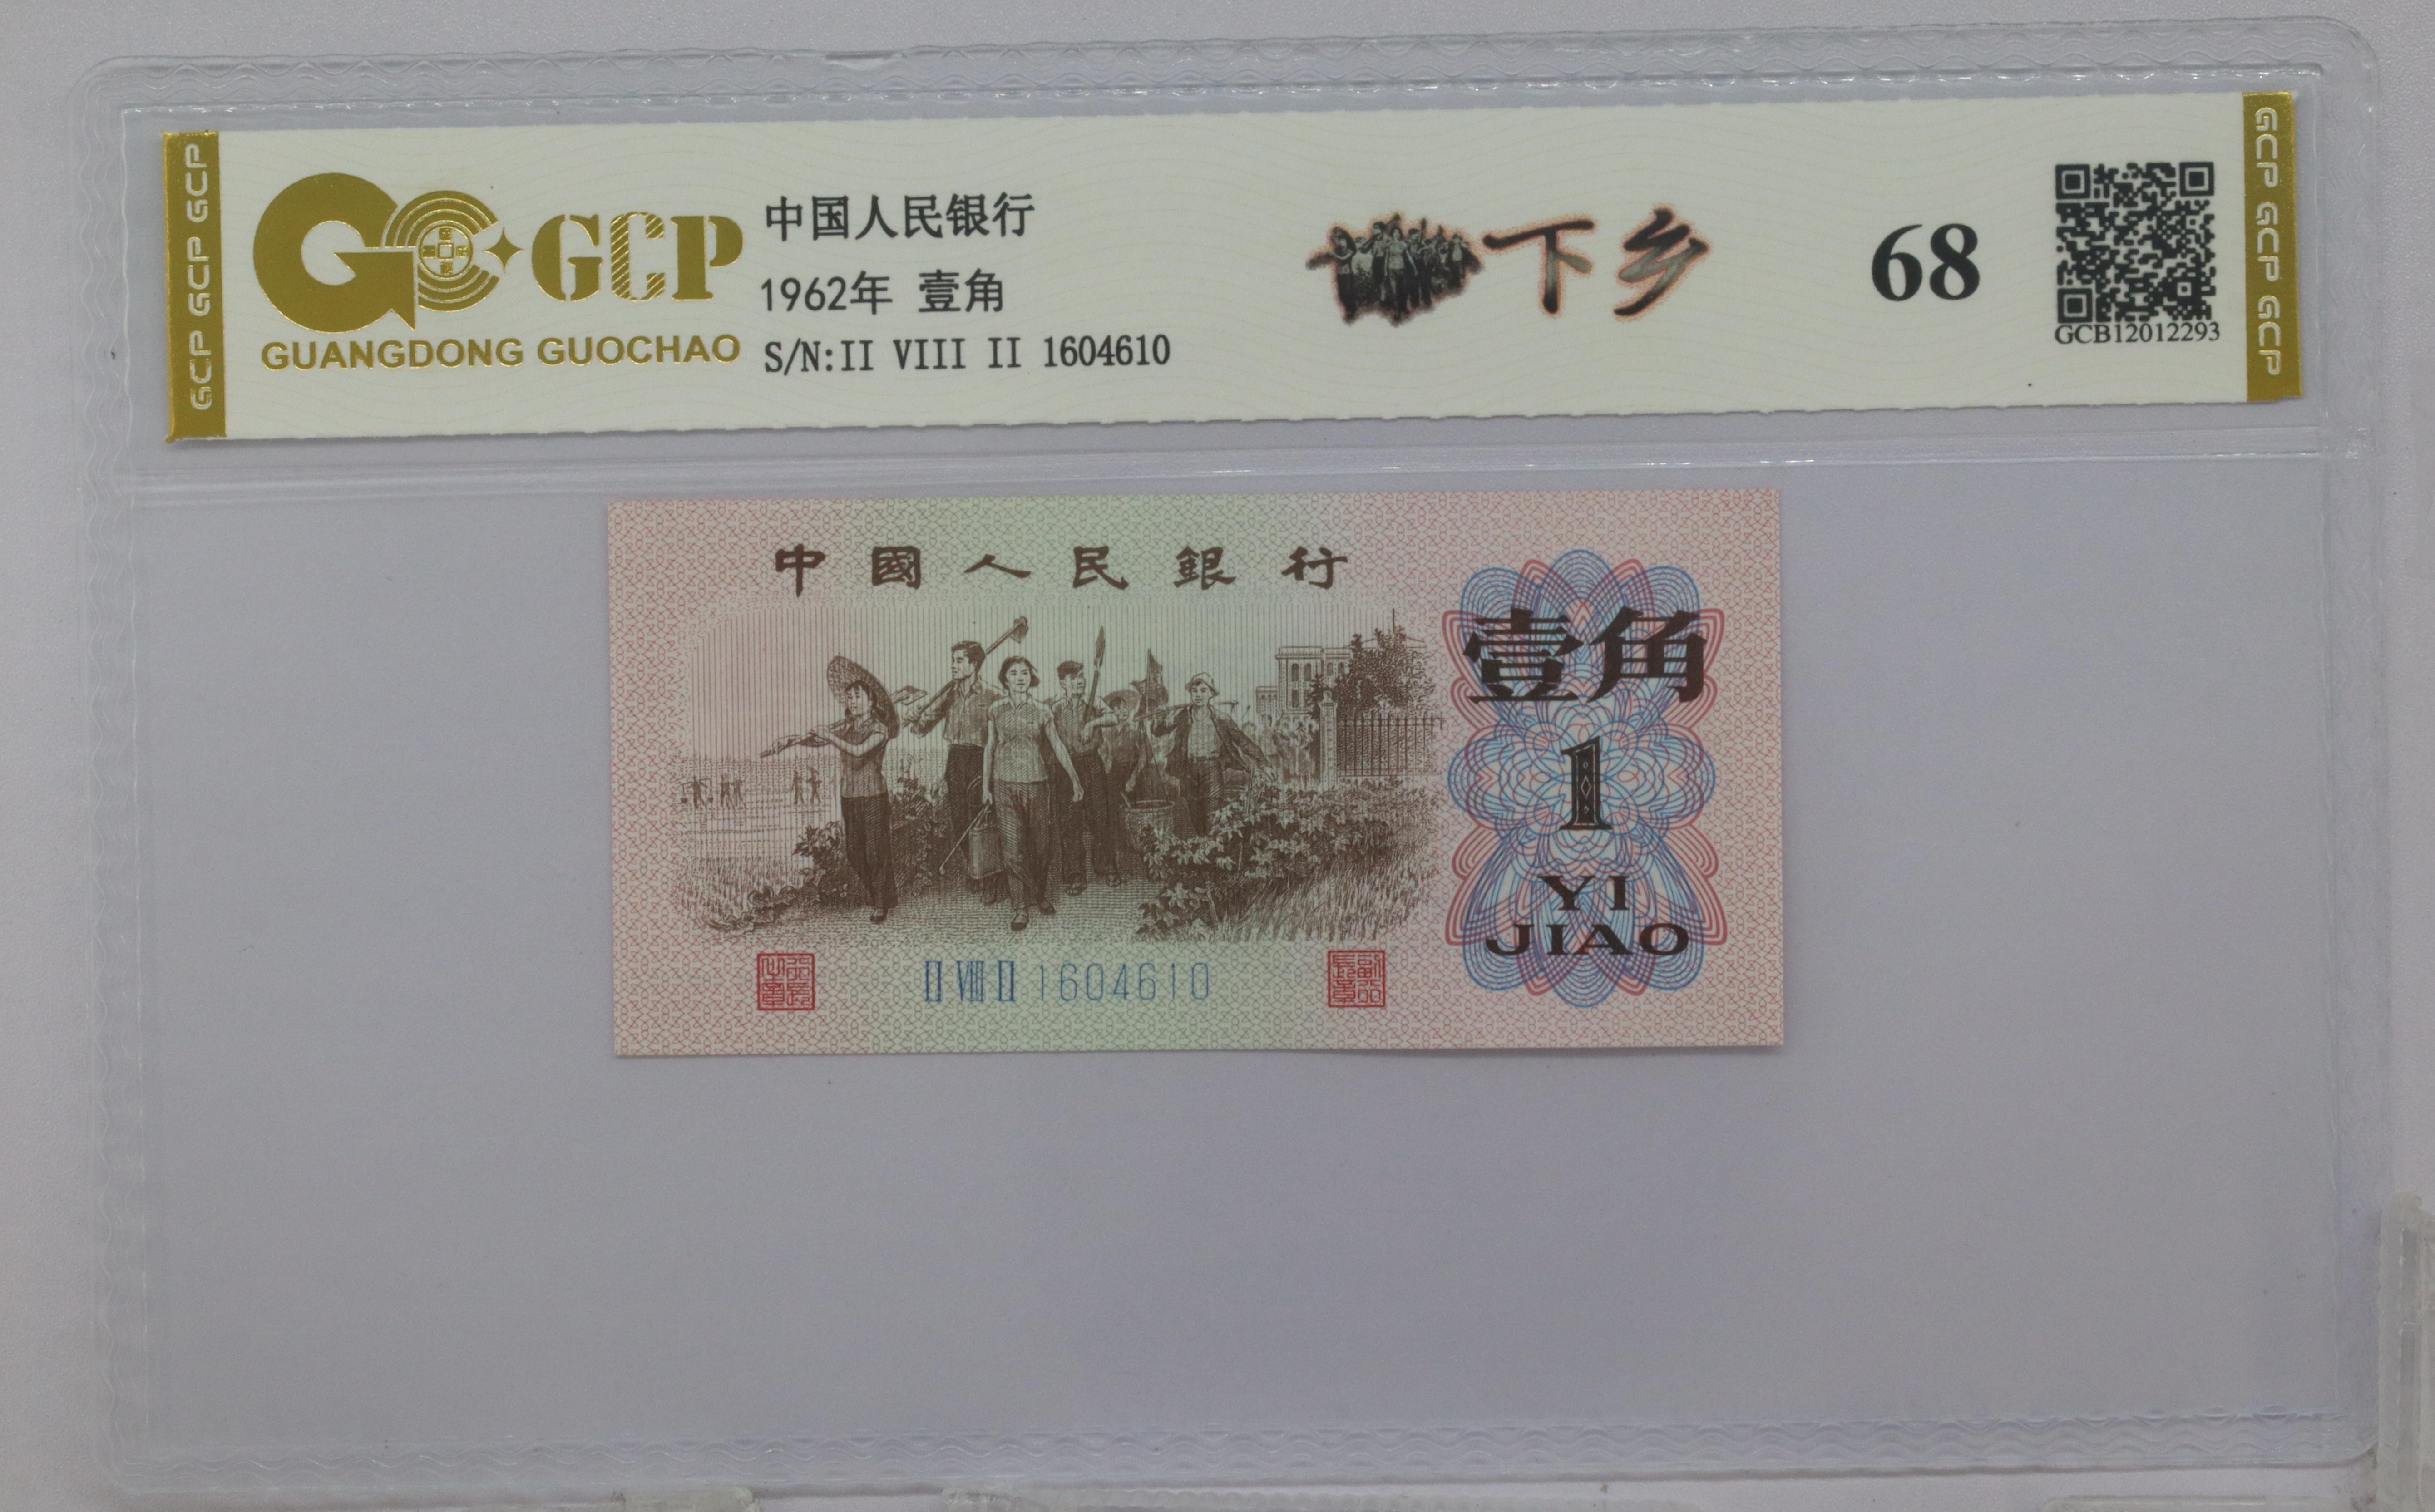 GCP GCP GCP
GCP
GUANGDONG GUOCHAO
中国人民银行
1962年 壹角
S/N:II VIII II 1604610
下乡
68
GCB12012293
GCP GCP GCP
中國人民銀行
壹角
1
YI
JIAO
II VIII II 1604610